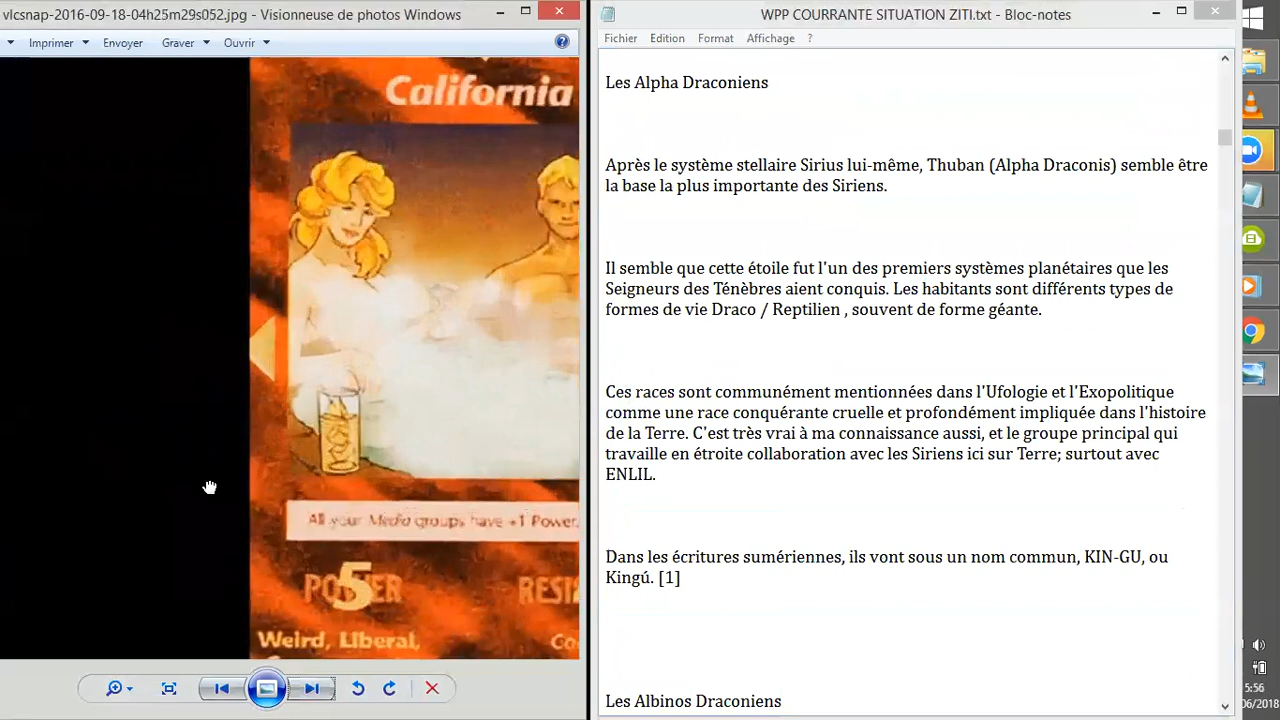 vlcsnap-2016-09-18-04h25m29s052.jpg - Visionneuse de photos Windows
Imprimer Envoyer Graver Ouvrir
California
All your Media groups have +1 Power.
POWER
5
Weird, Liberal,
WPP COURRANTE SITUATION ZITI.txt - Bloc-notes
Fichier Edition Format Affichage ?
Les Alpha Draconiens
Après le système stellaire Sirius lui-même, Thuban (Alpha Draconis) semble être
la base la plus importante des Siriens.
Il semble que cette étoile fut l'un des premiers systèmes planétaires que les
Seigneurs des Ténèbres aient conquis. Les habitants sont différents types de
formes de vie Draco / Reptilien , souvent de forme géante.
Ces races sont communément mentionnées dans l'Ufologie et l'Exopolitique
comme une race conquérante cruelle et profondément impliquée dans l'histoire
de la Terre. C'est très vrai à ma connaissance aussi, et le groupe principal qui
travaille en étroite collaboration avec les Siriens ici sur Terre; surtout avec
ENLIL.
Dans les écritures sumériennes, ils vont sous un nom commun, KIN-GU, ou
Kingú. [1]
Les Albinos Draconiens
5:56
06/2018